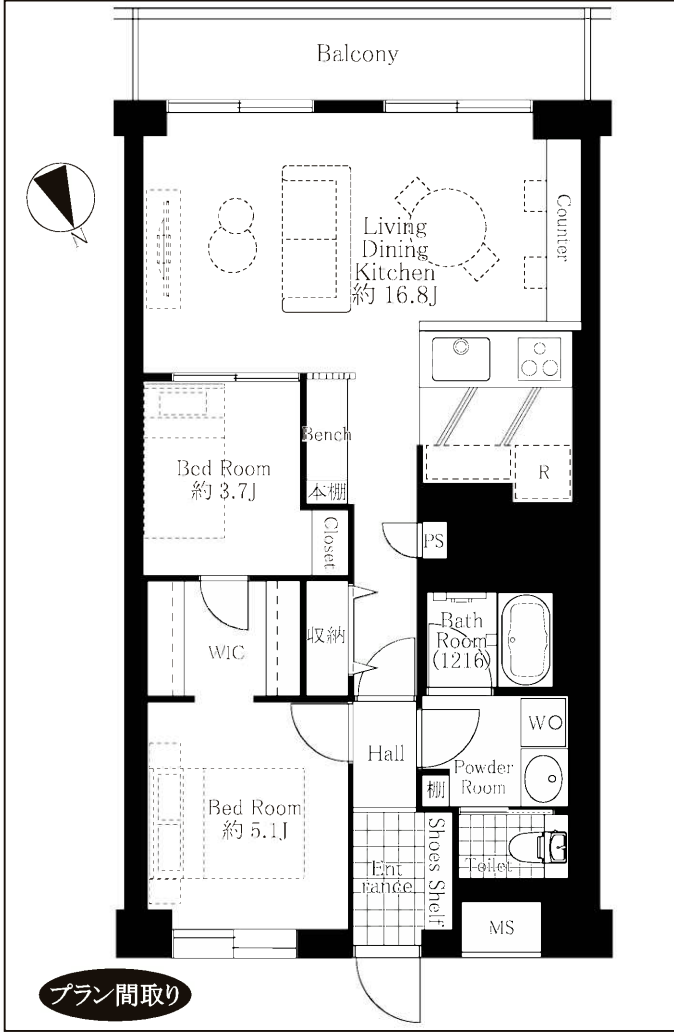 Balcony
N
Living
Dining
Kitchen
約 16.8J
Counter
Bench
本棚
Bed Room
約 3.7J
R
Closet
PS
収納
WIC
Bath
Room
(1216)
Hall
W
Powder
Room
棚
Bed Room
約 5.1J
Shoes Shelf
Ent
rance
Toilet
MS
プラン間取り